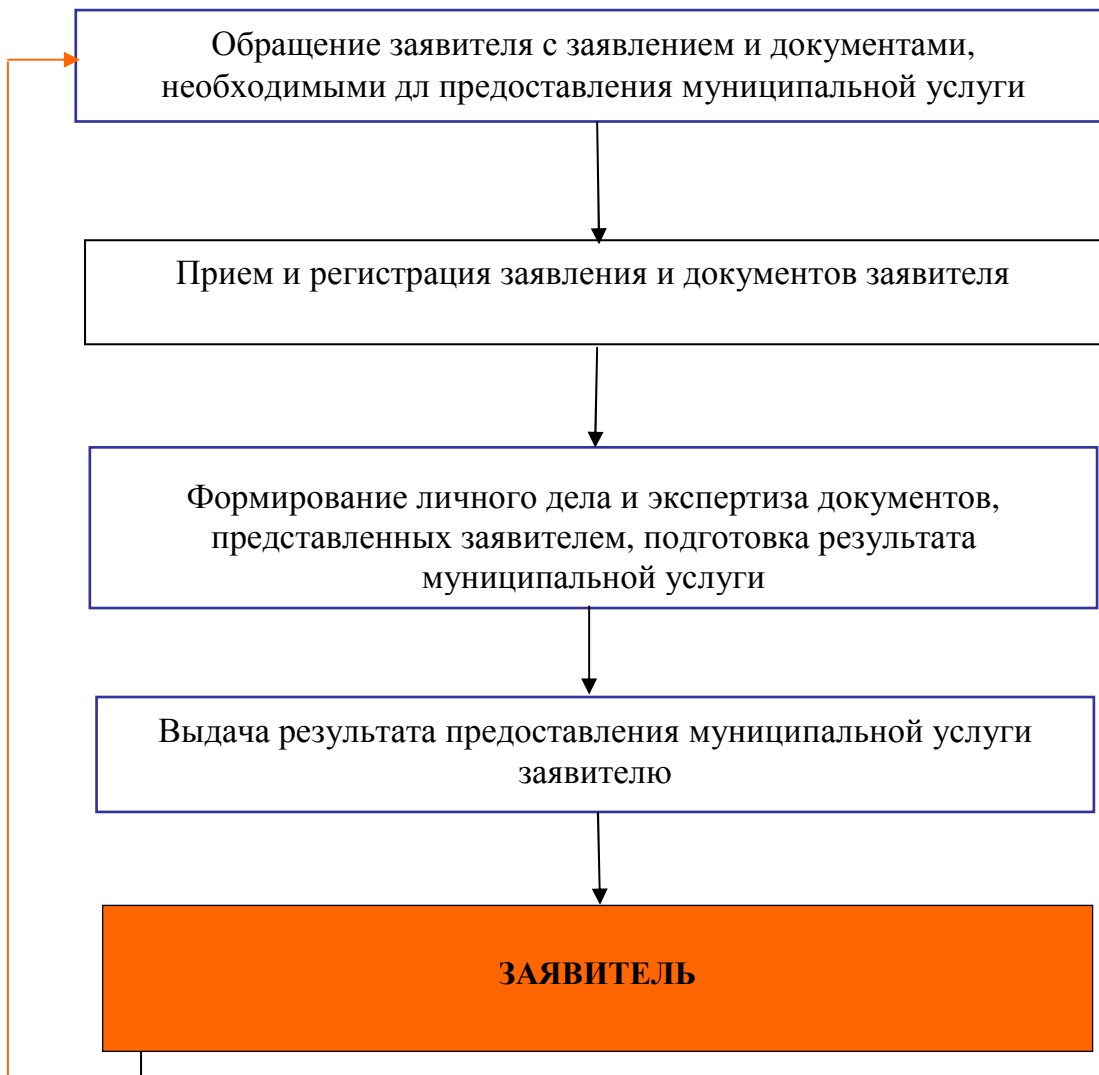 Обращение заявителя с заявлением и документами,
необходимыми дл предоставления муниципальной услуги
Прием и регистрация заявления и документов заявителя
Формирование личного дела и экспертиза документов,
представленных заявителем, подготовка результата
муниципальной услуги
Выдача результата предоставления муниципальной услуги
заявителю
ЗАЯВИТЕЛЬ